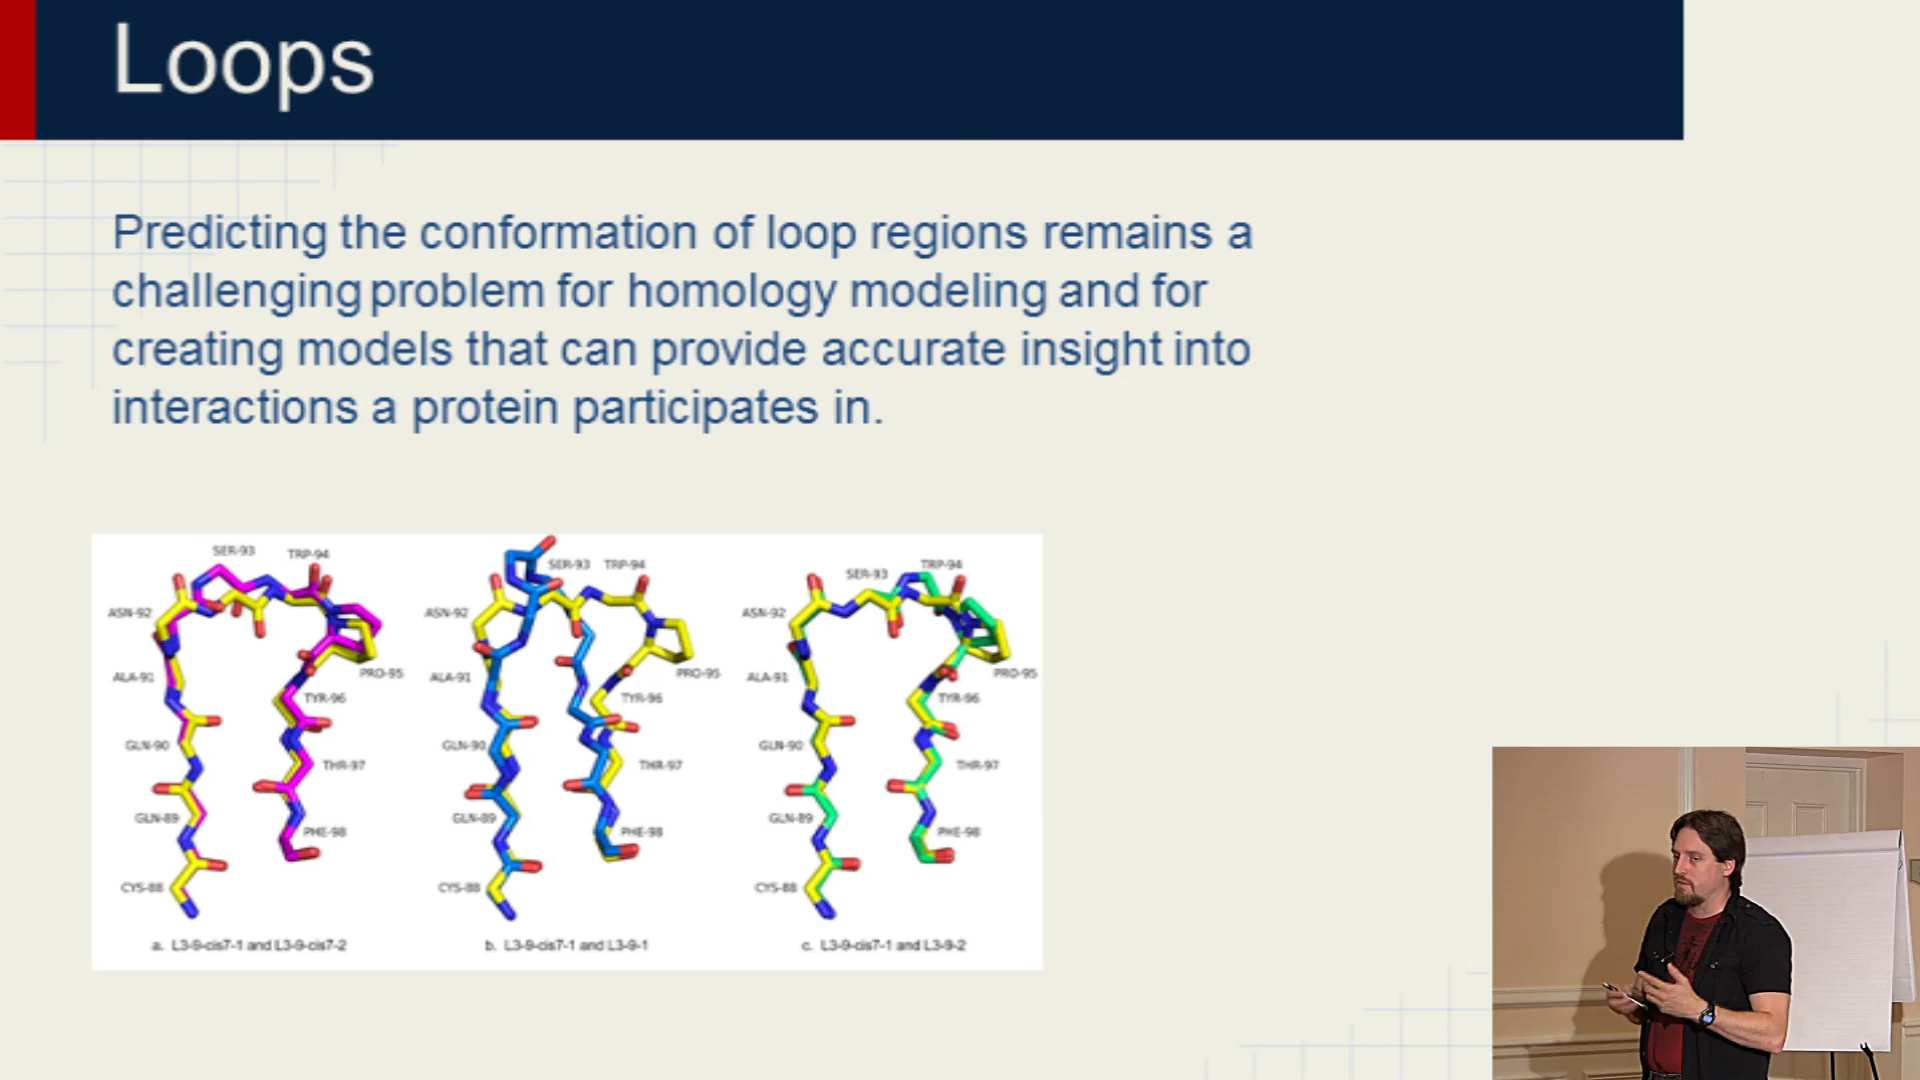 Loops
Predicting the conformation of loop regions remains a
challenging problem for homology modeling and for
creating models that can provide accurate insight into
interactions a protein participates in.
SER-93
TRP-94
ASN-92
ALA-91
PRO-95
TYR-96
GLN-90
THR-97
GLN-89
PHE-98
CYS-88
a. L3-9-cis7-1 and L3-9-cis7-2
SER-93
TRP-94
ASN-92
ALA-91
PRO-95
TYR-96
GLN-90
THR-97
GLN-89
PHE-98
CYS-88
b. L3-9-cis7-1 and L3-9-1
TRP-94
SER-93
ASN-92
ALA-91
PRO-95
TYR-96
GLN-90
THR-97
GLN-89
PHE-98
CYS-88
c. L3-9-cis7-1 and L3-9-2